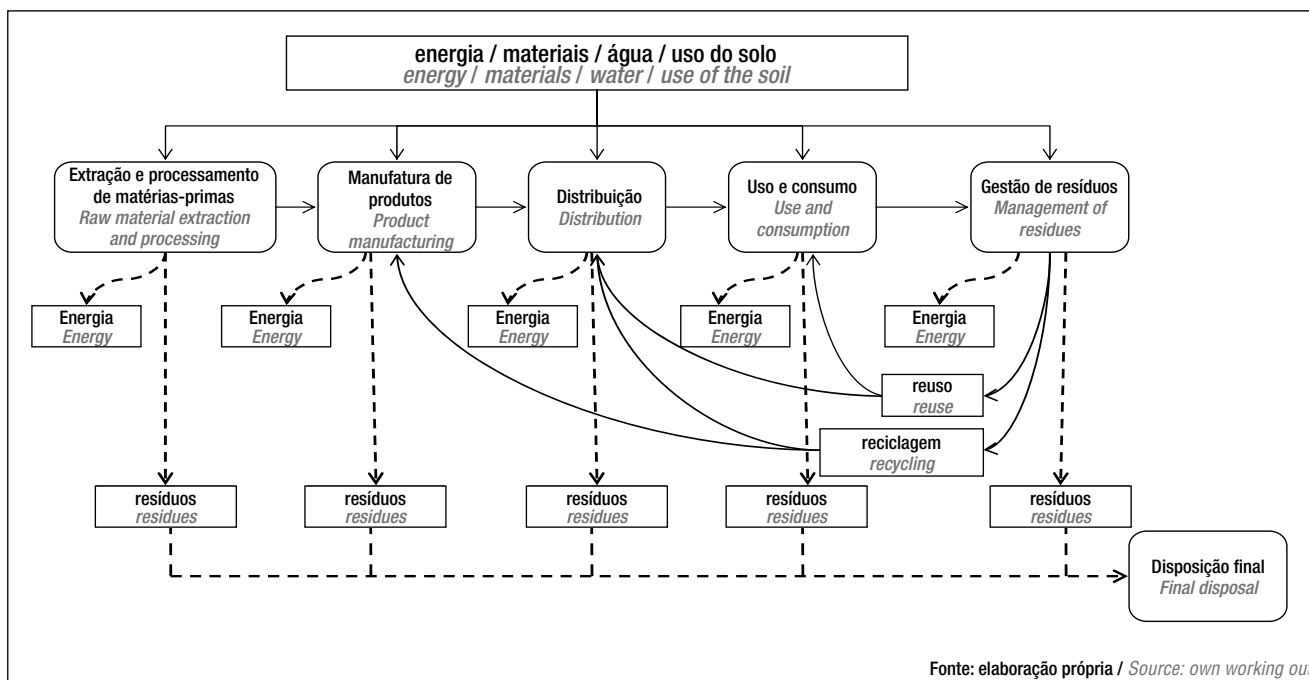 energia / materiais / água / uso do solo
energy / materials / water / use of the soil
Extração e processamento
de matérias-primas
Raw material extraction
and processing
Manufatura de
produtos
Product
manufacturing
Distribuição
Distribution
Uso e consumo
Use and
consumption
Gestão de resíduos
Management of
residues
Energia
Energy
Energia
Energy
Energia
Energy
Energia
Energy
Energia
Energy
reuso
reuse
reciclagem
recycling
resíduos
residues
resíduos
residues
resíduos
residues
resíduos
residues
resíduos
residues
Disposição final
Final disposal
Fonte: elaboração própria / Source: own working out